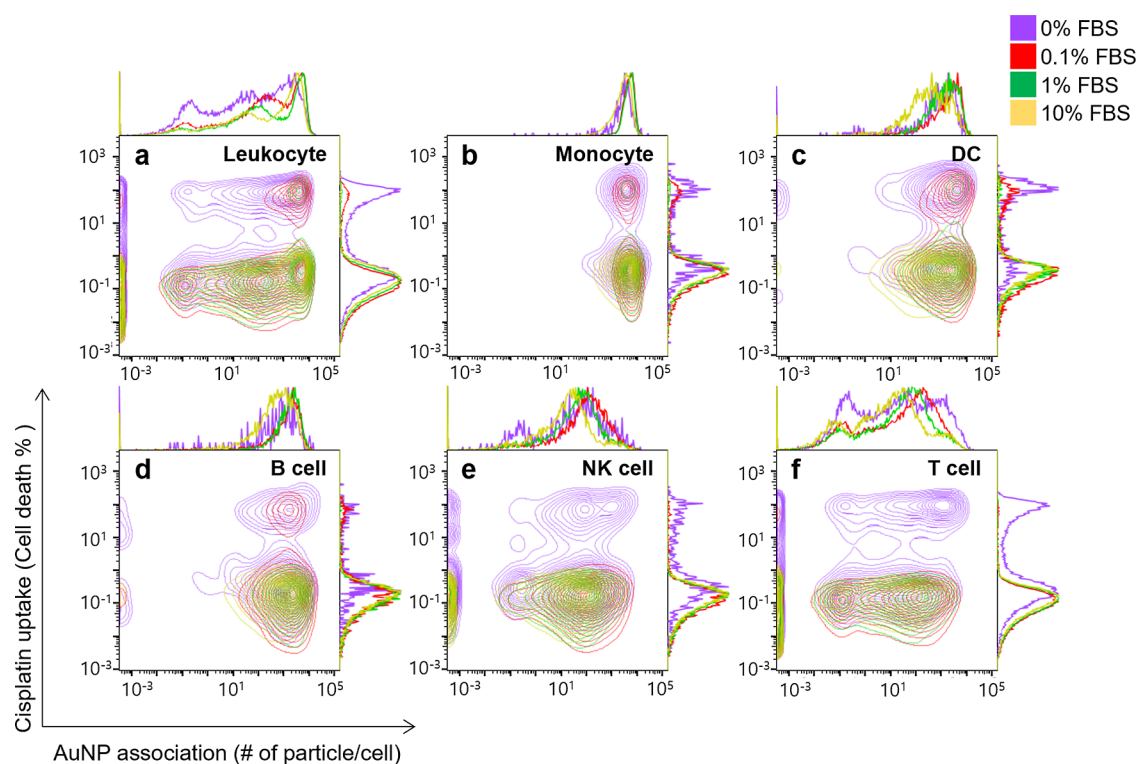 0% FBS
0.1% FBS
1% FBS
10% FBS
a Leukocyte
b Monocyte
c DC
10³ 10³ 10³
10¹ 10¹ 10¹
10⁻¹ 10⁻¹ 10⁻¹
10⁻³ 10⁻³ 10⁻³
10⁻³ 10¹ 10⁵ 10⁻³ 10¹ 10⁵ 10⁻³ 10¹ 10⁵
d B cell
e NK cell
f T cell
10³ 10³ 10³
10¹ 10¹ 10¹
10⁻¹ 10⁻¹ 10⁻¹
10⁻³ 10⁻³ 10⁻³
10⁻³ 10¹ 10⁵ 10⁻³ 10¹ 10⁵ 10⁻³ 10¹ 10⁵
Cisplatin uptake (Cell death % )
AuNP association (# of particle/cell)